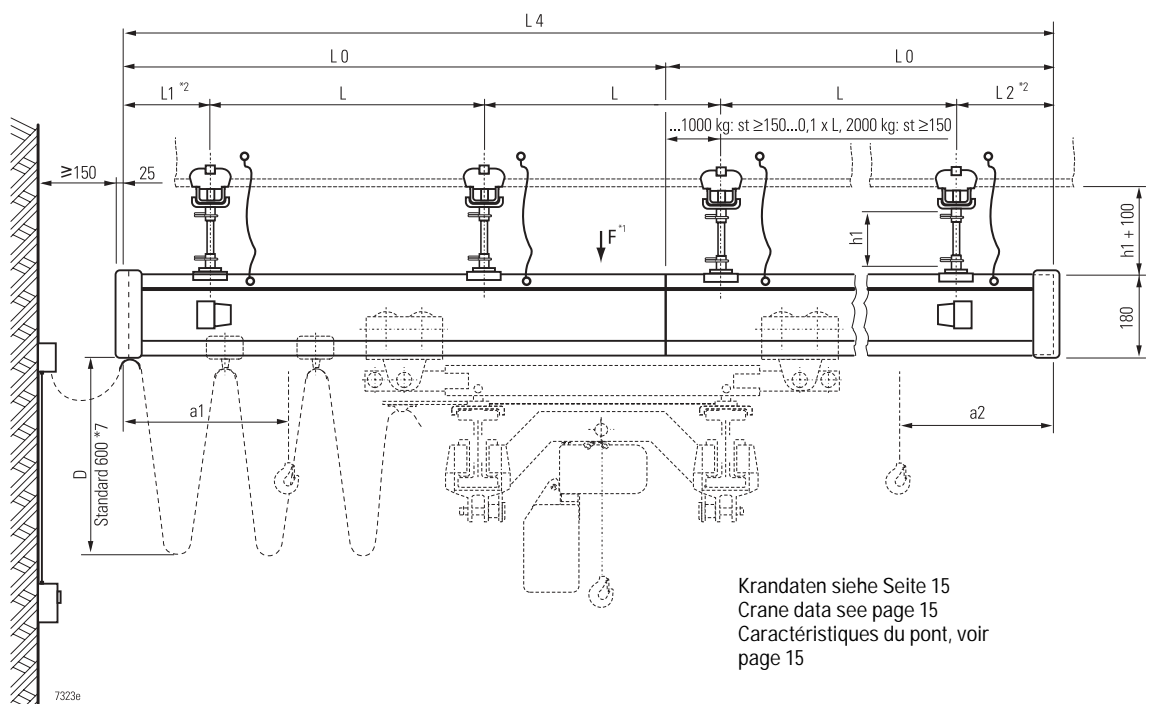 L 4
L 0
L 0
L1 *2
L
L
L
L 2 *2
...1000 kg: st ≥150...0,1 x L, 2000 kg: st ≥150
≥150
25
F *1
h1
h1 + 100
180
a1
a2
D
Standard 600 *7
Krandaten siehe Seite 15
Crane data see page 15
Caractéristiques du pont, voir
page 15
7323e